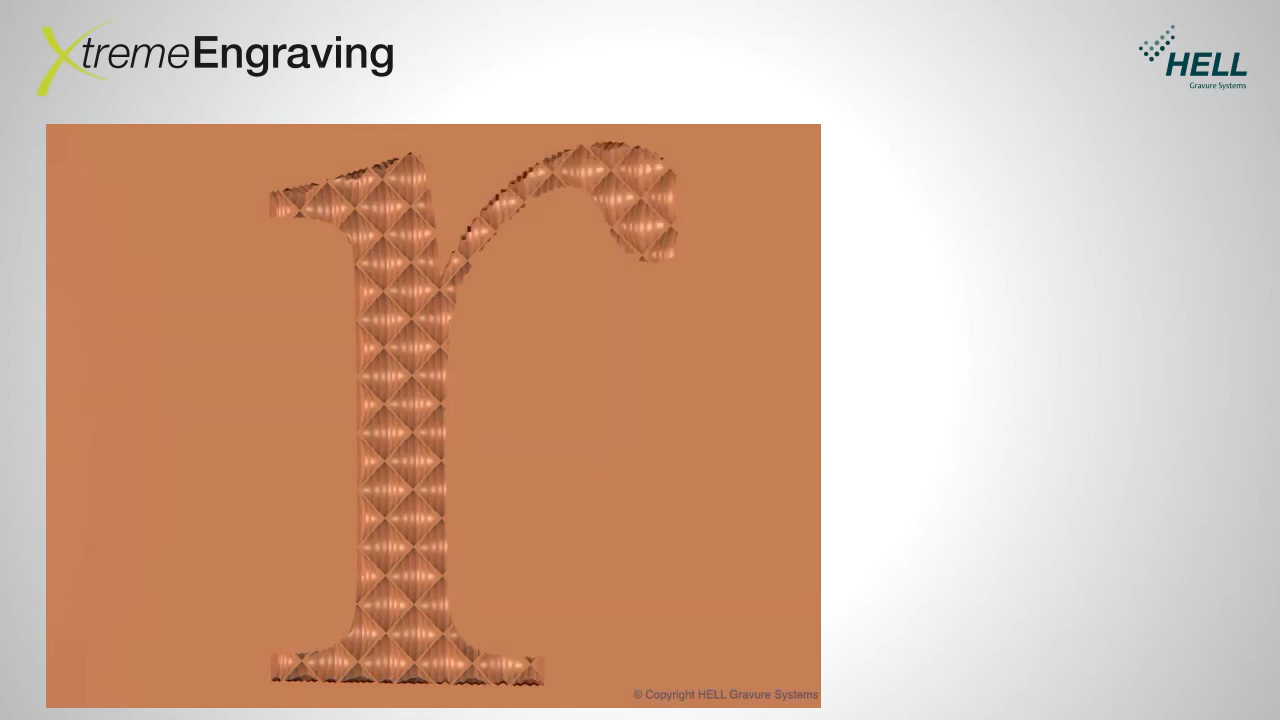 XtremeEngraving
HELL
Gravure Systems
r
© Copyright HELL Gravure Systems